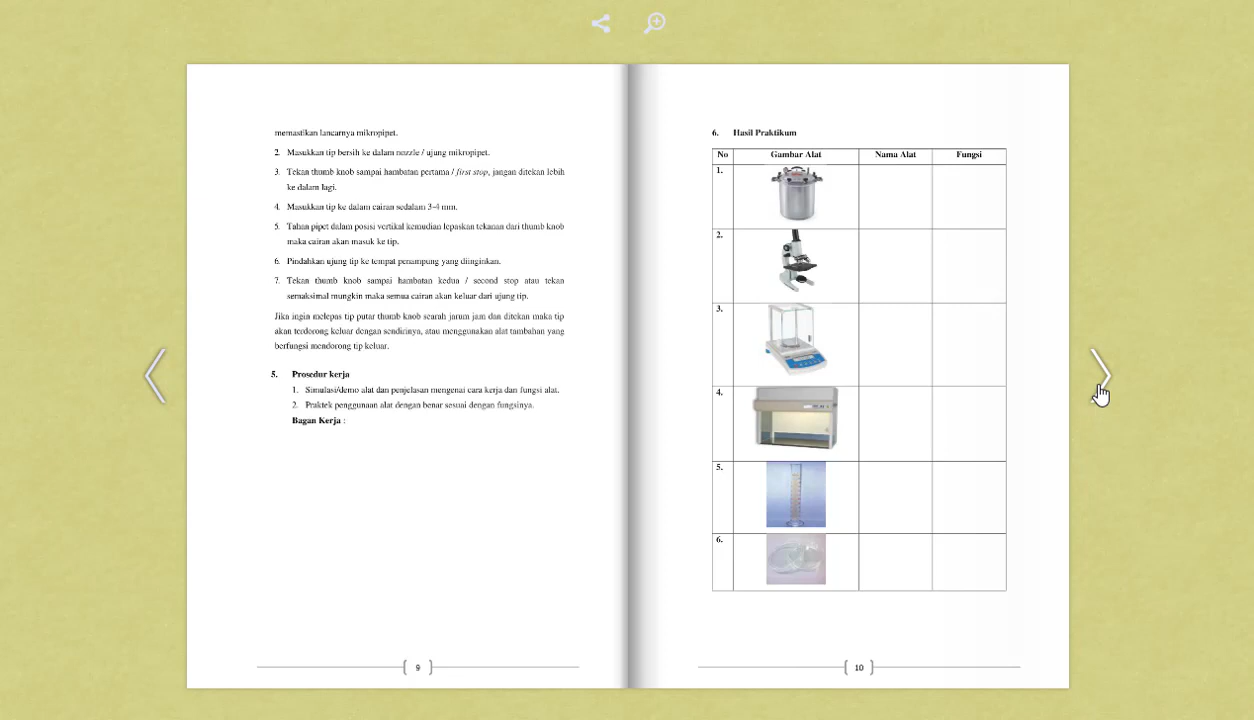 memastikan lancarnya mikropipet.
2. Masukkan tip bersih ke dalam nozzle / ujung mikropipet.
3. Tekan thumb knob sampai hambatan pertama / first stop, jangan ditekan lebih
ke dalam lagi.
4. Masukkan tip ke dalam cairan sedalam 3-4 mm.
5. Tahan pipet dalam posisi vertikal kemudian lepaskan tekanan dari thumb knob
maka cairan akan masuk ke tip.
6. Pindahkan ujung tip ke tempat penampung yang diinginkan.
7. Tekan thumb knob sampai hambatan kedua / second stop atau tekan
semaksimal mungkin maka semua cairan akan keluar dari ujung tip.
Jika ingin melepas tip putar thumb knob searah jarum jam dan ditekan maka tip
akan terdorong keluar dengan sendirinya, atau menggunakan alat tambahan yang
berfungsi mendorong tip keluar.
5. Prosedur kerja
1. Simulasi/demo alat dan penjelasan mengenai cara kerja dan fungsi alat.
2. Praktek penggunaan alat dengan benar sesuai dengan fungsinya.
Bagan Kerja :
9
6. Hasil Praktikum
No Gambar Alat Nama Alat Fungsi
1.
2.
3.
4.
5.
6.
10